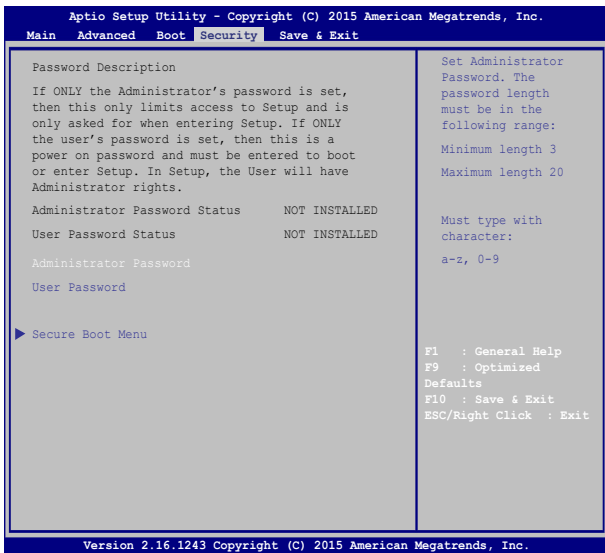 Aptio Setup Utility - Copyright (C) 2015 American Megatrends, Inc.
Main Advanced Boot Security Save & Exit
Password Description
If ONLY the Administrator's password is set,
then this only limits access to Setup and is
only asked for when entering Setup. If ONLY
the user's password is set, then this is a
power on password and must be entered to boot
or enter Setup. In Setup, the User will have
Administrator rights.
Administrator Password Status NOT INSTALLED
User Password Status NOT INSTALLED
Administrator Password
User Password
Secure Boot Menu
Set Administrator
Password. The
password length
must be in the
following range:
Minimum length 3
Maximum length 20
Must type with
character:
a-z, 0-9
F1 : General Help
F9 : Optimized
Defaults
F10 : Save & Exit
ESC/Right Click : Exit
Version 2.16.1243 Copyright (C) 2015 American Megatrends, Inc.